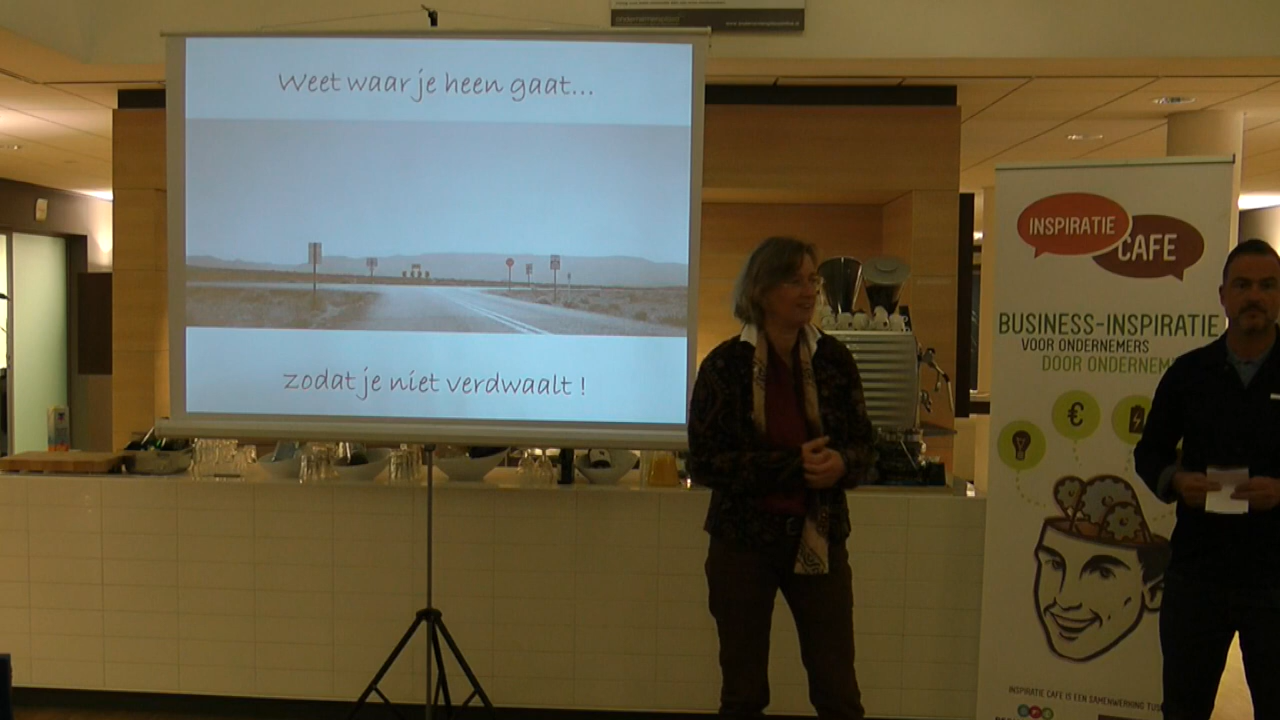 Weet waar je heen gaat...
zodat je niet verdwaalt !
INSPIRATIE
CAFE
BUSINESS-INSPIRATIE
VOOR ONDERNEMERS
DOOR ONDERNEM
€
INSPIRATIE CAFE IS EEN SAMENWERKING TUS